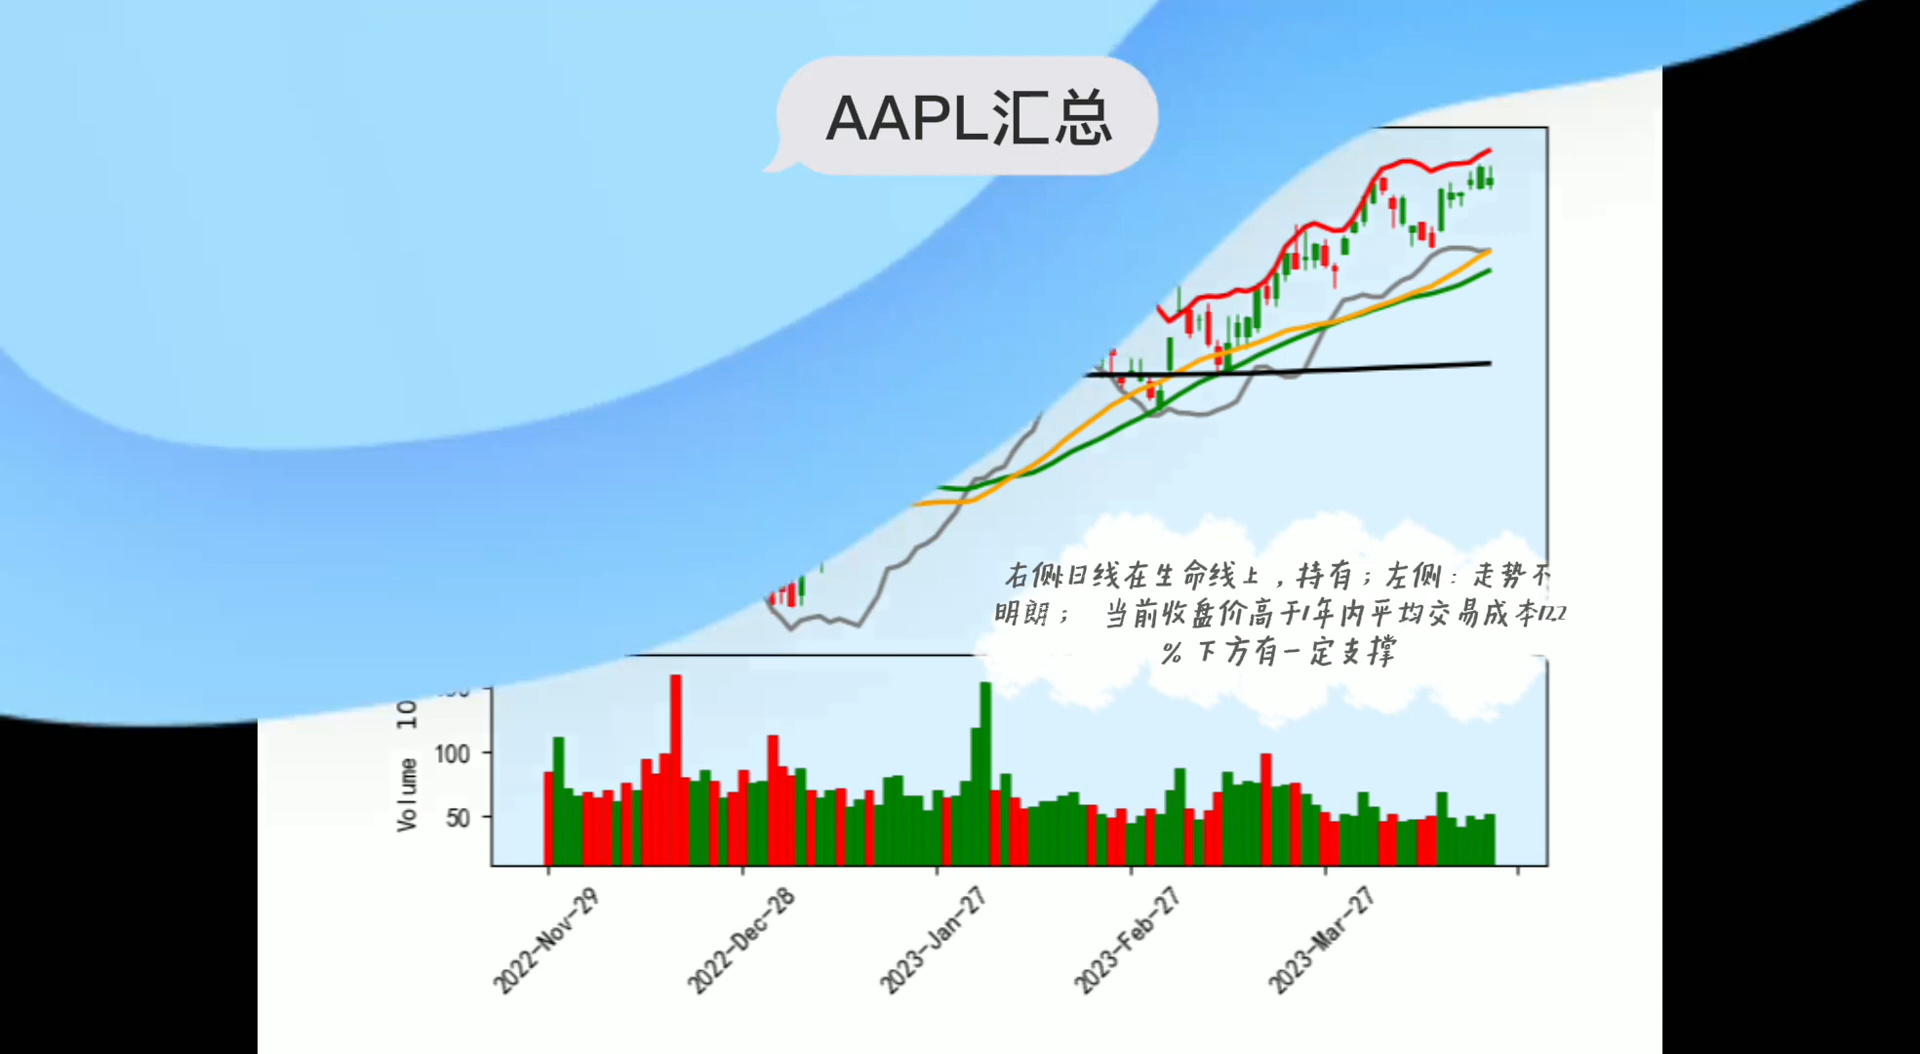 AAPL汇总
右侧日线在生命线上，持有；左侧：走势不
明朗； 当前收盘价高于1年内平均交易成本122
% 下方有一定支撑
Volume 10
100
50
2022-Nov-29
2022-Dec-28
2023-Jan-27
2023-Feb-27
2023-Mar-27